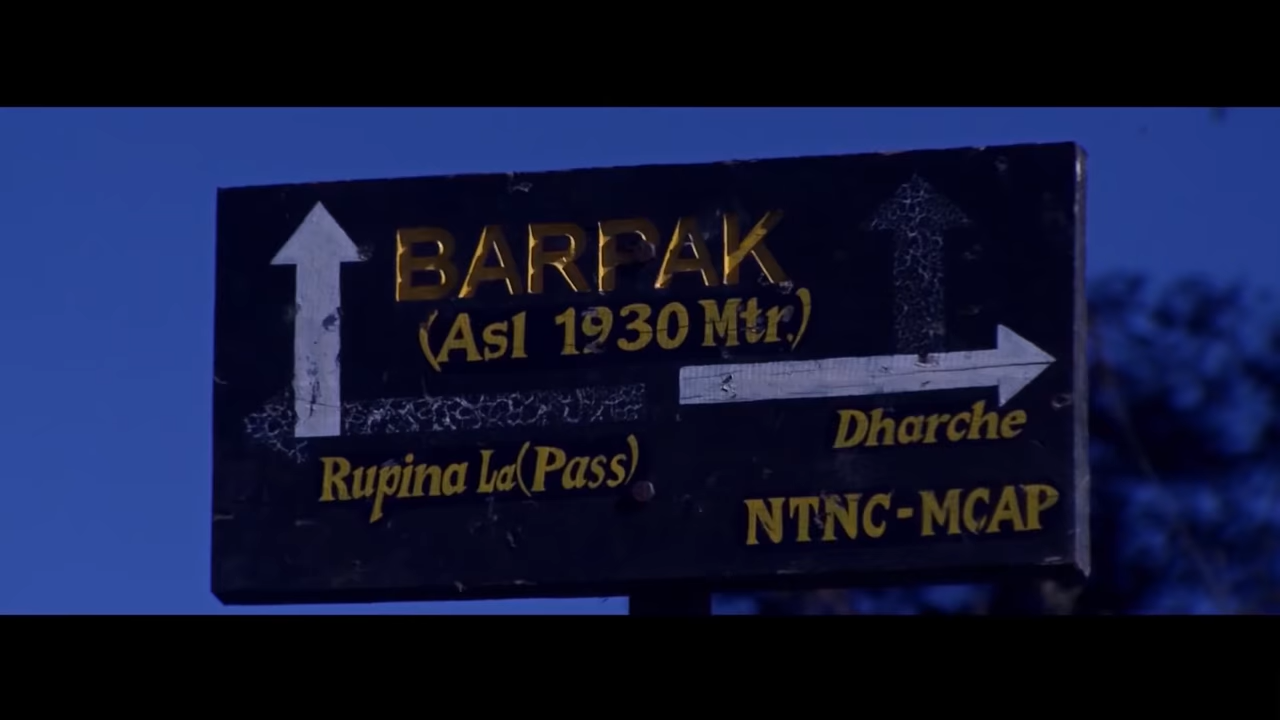 BARPAK
(Asl 1930 Mtr.)
Dharche
Rupina La(Pass)
NTNC-MCAP